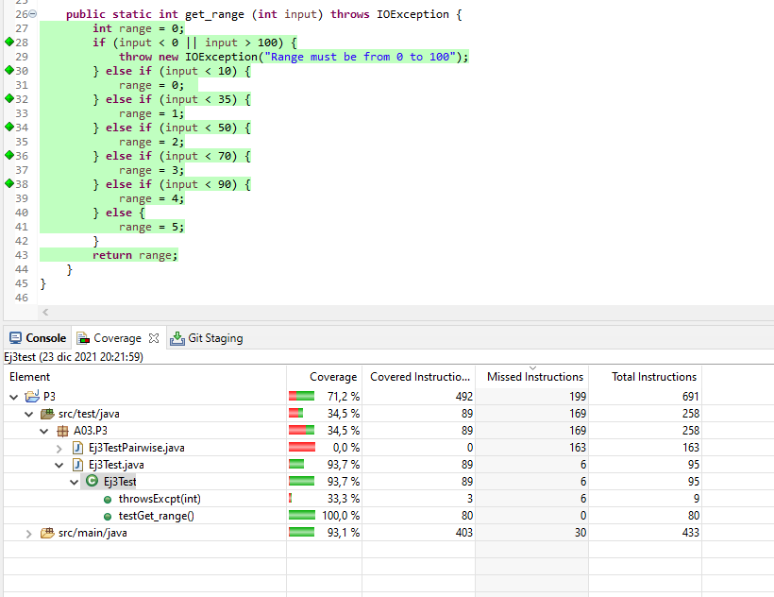 26 public static int get_range (int input) throws IOException {
27 int range = 0;
28 if (input < 0 || input > 100) {
29 throw new IOException("Range must be from 0 to 100");
30 } else if (input < 10) {
31 range = 0;
32 } else if (input < 35) {
33 range = 1;
34 } else if (input < 50) {
35 range = 2;
36 } else if (input < 70) {
37 range = 3;
38 } else if (input < 90) {
39 range = 4;
40 } else {
41 range = 5;
42 }
43 return range;
44 }
45 }
46
Console Coverage Git Staging
Ej3test (23 dic 2021 20:21:59)
Element Coverage Covered Instructio... Missed Instructions Total Instructions
P3 71,2 % 492 199 691
src/test/java 34,5 % 89 169 258
A03.P3 34,5 % 89 169 258
Ej3TestPairwise.java 0,0 % 0 163 163
Ej3Test.java 93,7 % 89 6 95
Ej3Test 93,7 % 89 6 95
throwsExcpt(int) 33,3 % 3 6 9
testGet_range() 100,0 % 80 0 80
src/main/java 93,1 % 403 30 433